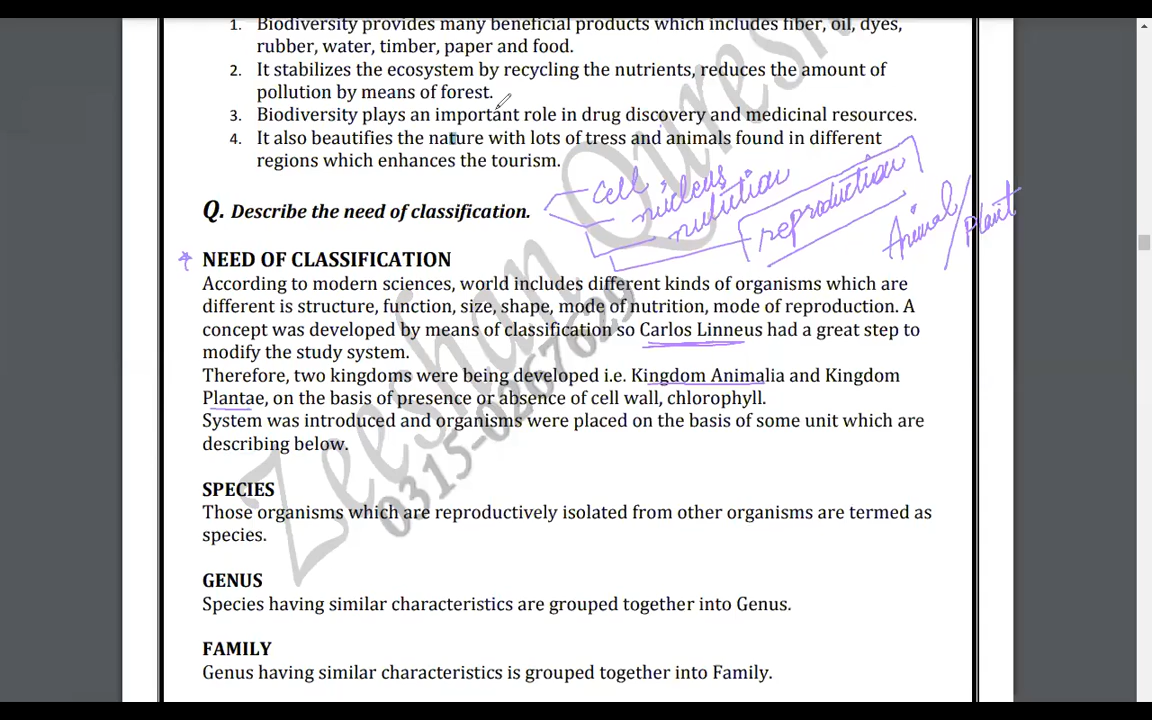 1. Biodiversity provides many beneficial products which includes fiber, oil, dyes,
rubber, water, timber, paper and food.
2. It stabilizes the ecosystem by recycling the nutrients, reduces the amount of
pollution by means of forest.
3. Biodiversity plays an important role in drug discovery and medicinal resources.
4. It also beautifies the nature with lots of tress and animals found in different
regions which enhances the tourism.
Cell
nucleus
nutrition
reproduction
Animal/
Plant
Q. Describe the need of classification.
* NEED OF CLASSIFICATION
According to modern sciences, world includes different kinds of organisms which are
different is structure, function, size, shape, mode of nutrition, mode of reproduction. A
concept was developed by means of classification so Carlos Linneus had a great step to
modify the study system.
Therefore, two kingdoms were being developed i.e. Kingdom Animalia and Kingdom
Plantae, on the basis of presence or absence of cell wall, chlorophyll.
System was introduced and organisms were placed on the basis of some unit which are
describing below.
SPECIES
Those organisms which are reproductively isolated from other organisms are termed as
species.
GENUS
Species having similar characteristics are grouped together into Genus.
FAMILY
Genus having similar characteristics is grouped together into Family.
Zeeshan Qureshi
0315-0267629